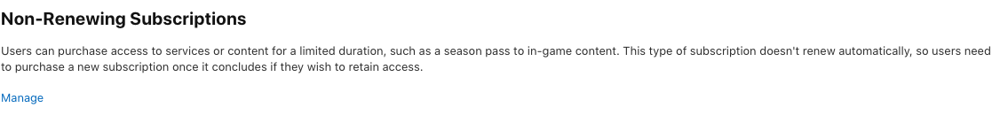 Non-Renewing Subscriptions
Users can purchase access to services or content for a limited duration, such as a season pass to in-game content. This type of subscription doesn't renew automatically, so users need
to purchase a new subscription once it concludes if they wish to retain access.
Manage